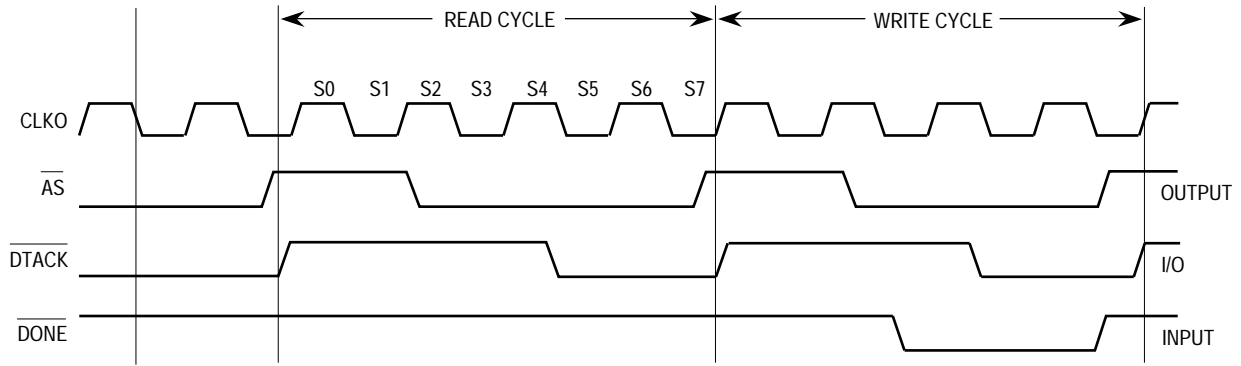 READ CYCLE WRITE CYCLE
S0 S1 S2 S3 S4 S5 S6 S7
CLKO
AS OUTPUT
DTACK I/O
DONE INPUT